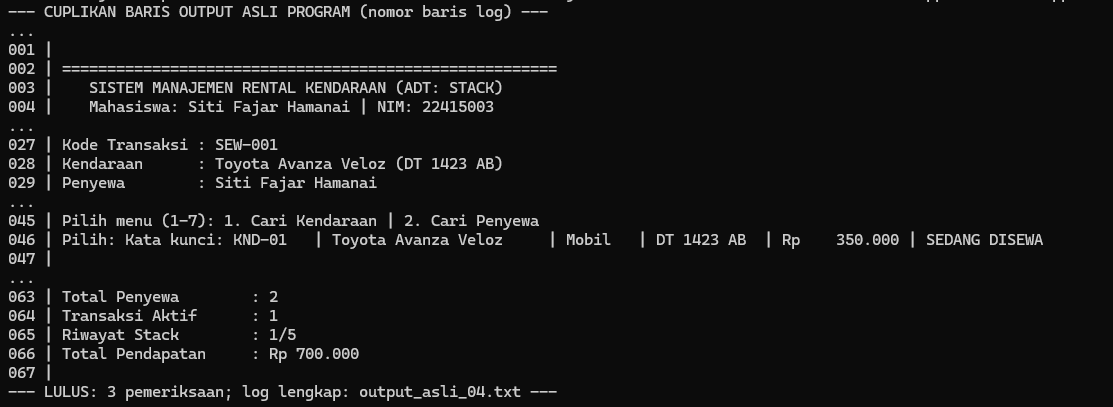 --- CUPLIKAN BARIS OUTPUT ASLI PROGRAM (nomor baris log) ---
...
001 |
002 | =======================================================
003 |    SISTEM MANAJEMEN RENTAL KENDARAAN (ADT: STACK)
004 |    Mahasiswa: Siti Fajar Hamanai | NIM: 22415003
...
027 | Kode Transaksi : SEW-001
028 | Kendaraan      : Toyota Avanza Veloz (DT 1423 AB)
029 | Penyewa        : Siti Fajar Hamanai
...
045 | Pilih menu (1-7): 1. Cari Kendaraan | 2. Cari Penyewa
046 | Pilih: Kata kunci: KND-01   | Toyota Avanza Veloz     | Mobil   | DT 1423 AB  | Rp    350.000 | SEDANG DISEWA
047 |
...
063 | Total Penyewa        : 2
064 | Transaksi Aktif      : 1
065 | Riwayat Stack        : 1/5
066 | Total Pendapatan     : Rp 700.000
067 |
--- LULUS: 3 pemeriksaan; log lengkap: output_asli_04.txt ---